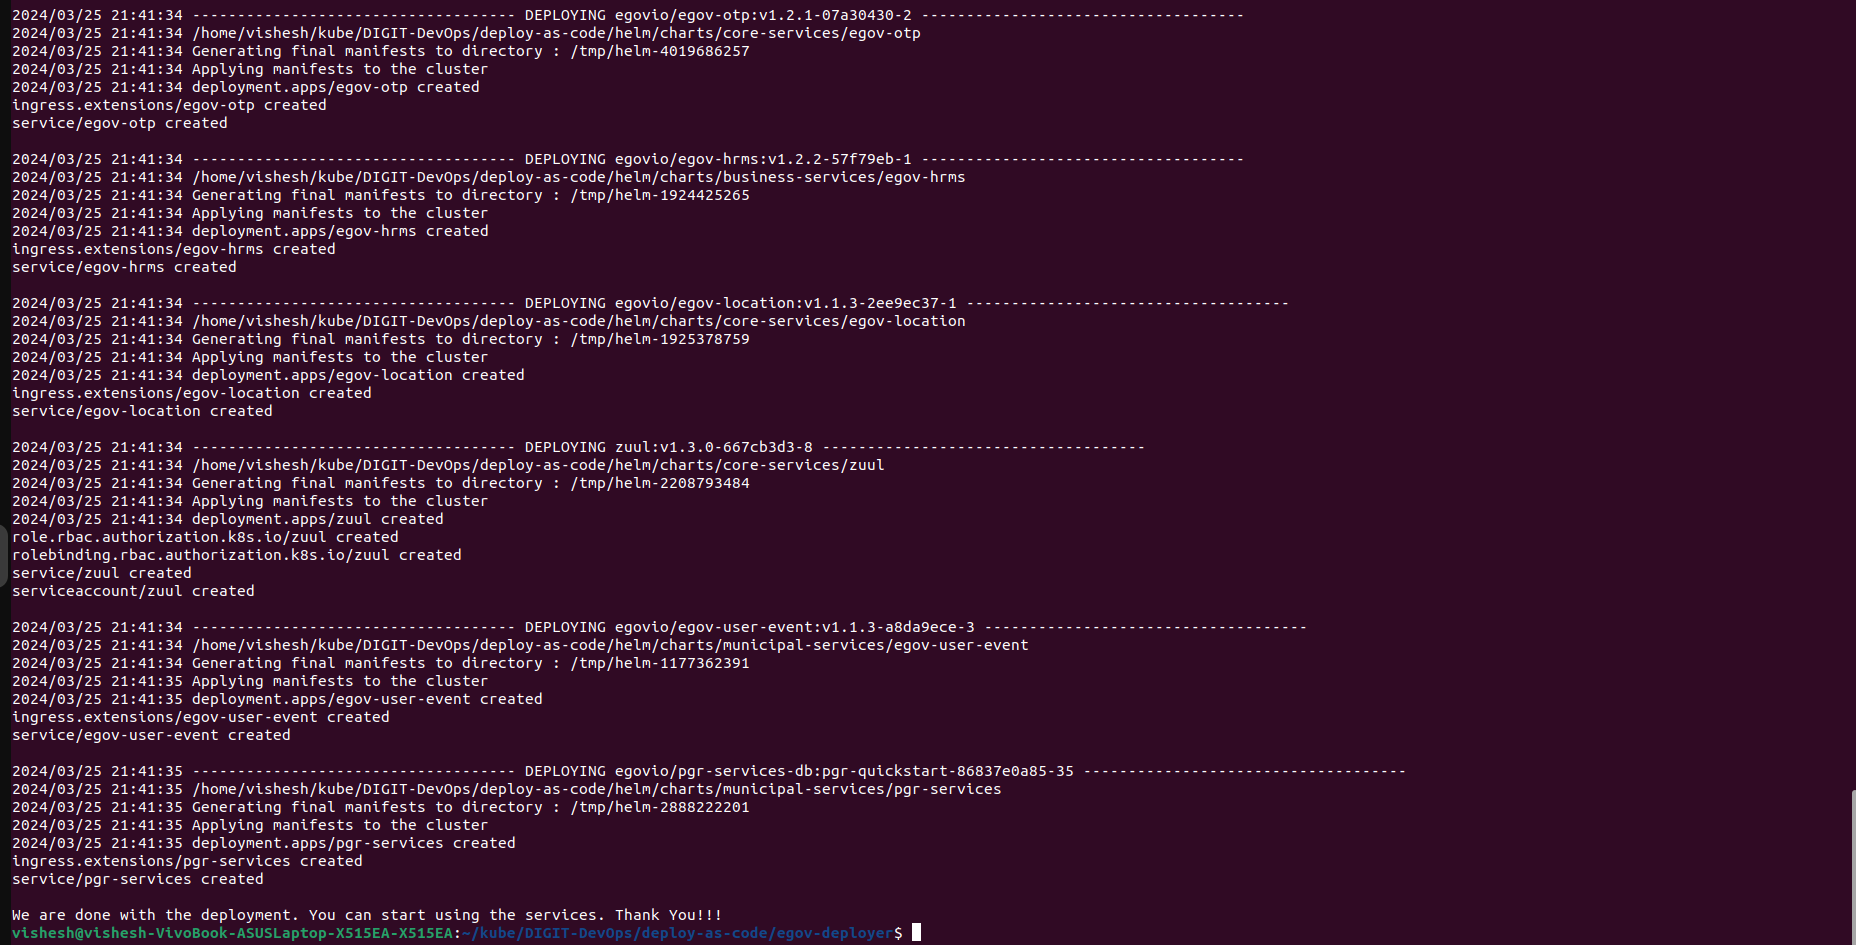 2024/03/25 21:41:34 ------------------------------------ DEPLOYING egovio/egov-otp:v1.2.1-07a30430-2 ------------------------------------
2024/03/25 21:41:34 /home/vishesh/kube/DIGIT-DevOps/deploy-as-code/helm/charts/core-services/egov-otp
2024/03/25 21:41:34 Generating final manifests to directory : /tmp/helm-4019686257
2024/03/25 21:41:34 Applying manifests to the cluster
2024/03/25 21:41:34 deployment.apps/egov-otp created
ingress.extensions/egov-otp created
service/egov-otp created

2024/03/25 21:41:34 ------------------------------------ DEPLOYING egovio/egov-hrms:v1.2.2-57f79eb-1 ------------------------------------
2024/03/25 21:41:34 /home/vishesh/kube/DIGIT-DevOps/deploy-as-code/helm/charts/business-services/egov-hrms
2024/03/25 21:41:34 Generating final manifests to directory : /tmp/helm-1924425265
2024/03/25 21:41:34 Applying manifests to the cluster
2024/03/25 21:41:34 deployment.apps/egov-hrms created
ingress.extensions/egov-hrms created
service/egov-hrms created

2024/03/25 21:41:34 ------------------------------------ DEPLOYING egovio/egov-location:v1.1.3-2ee9ec37-1 ------------------------------------
2024/03/25 21:41:34 /home/vishesh/kube/DIGIT-DevOps/deploy-as-code/helm/charts/core-services/egov-location
2024/03/25 21:41:34 Generating final manifests to directory : /tmp/helm-1925378759
2024/03/25 21:41:34 Applying manifests to the cluster
2024/03/25 21:41:34 deployment.apps/egov-location created
ingress.extensions/egov-location created
service/egov-location created

2024/03/25 21:41:34 ------------------------------------ DEPLOYING zuul:v1.3.0-667cb3d3-8 ------------------------------------
2024/03/25 21:41:34 /home/vishesh/kube/DIGIT-DevOps/deploy-as-code/helm/charts/core-services/zuul
2024/03/25 21:41:34 Generating final manifests to directory : /tmp/helm-2208793484
2024/03/25 21:41:34 Applying manifests to the cluster
2024/03/25 21:41:34 deployment.apps/zuul created
role.rbac.authorization.k8s.io/zuul created
rolebinding.rbac.authorization.k8s.io/zuul created
service/zuul created
serviceaccount/zuul created

2024/03/25 21:41:34 ------------------------------------ DEPLOYING egovio/egov-user-event:v1.1.3-a8da9ece-3 ------------------------------------
2024/03/25 21:41:34 /home/vishesh/kube/DIGIT-DevOps/deploy-as-code/helm/charts/municipal-services/egov-user-event
2024/03/25 21:41:34 Generating final manifests to directory : /tmp/helm-1177362391
2024/03/25 21:41:35 Applying manifests to the cluster
2024/03/25 21:41:35 deployment.apps/egov-user-event created
ingress.extensions/egov-user-event created
service/egov-user-event created

2024/03/25 21:41:35 ------------------------------------ DEPLOYING egovio/pgr-services-db:pgr-quickstart-86837e0a85-35 ------------------------------------
2024/03/25 21:41:35 /home/vishesh/kube/DIGIT-DevOps/deploy-as-code/helm/charts/municipal-services/pgr-services
2024/03/25 21:41:35 Generating final manifests to directory : /tmp/helm-2888222201
2024/03/25 21:41:35 Applying manifests to the cluster
2024/03/25 21:41:35 deployment.apps/pgr-services created
ingress.extensions/pgr-services created
service/pgr-services created

We are done with the deployment. You can start using the services. Thank You!!!
vishesh@vishesh-VivoBook-ASUSLaptop-X515EA-X515EA:~/kube/DIGIT-DevOps/deploy-as-code/egov-deployer$